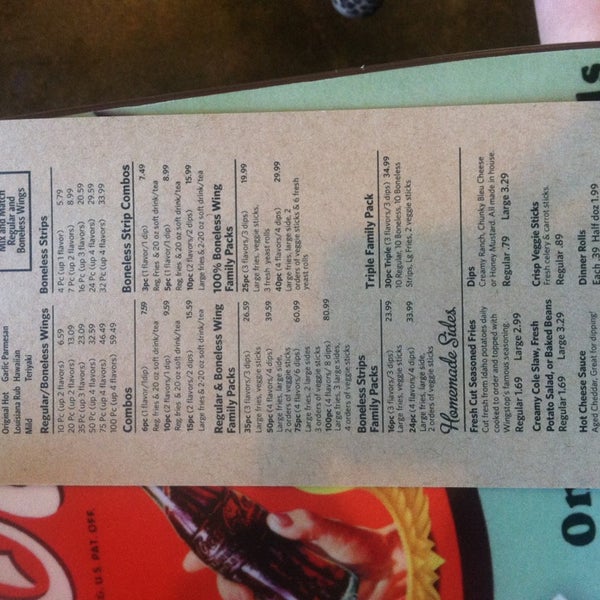 Original Hot Garlic Parmesan
Louisiana Rub Hawaiian
Mild Teriyaki
Mix and Match
Regular and
Boneless Wings
Regular/Boneless Wings
10 Pc (up 2 flavors) 6.59
20 Pc (up 2 flavors) 13.09
35 Pc (up 3 flavors) 23.09
50 Pc (up 4 flavors) 32.59
75 Pc (up 4 flavors) 46.49
100 Pc (up 4 flavors) 59.49
Boneless Strips
4 Pc (up 1 flavor) 5.79
7 Pc (up 2 flavors) 8.99
16 Pc (up 3 flavors) 20.59
24 Pc (up 4 flavors) 29.59
32 Pc (up 4 flavors) 33.99
Combos
6pc (1 flavor/1dip) 7.59
Reg. fries & 20 oz soft drink/tea
10pc (1 flavor/1 dip) 9.59
Reg. fries & 20 oz soft drink/tea
15pc (2 flavors/2 dips) 15.59
Large fries & 2-20 oz soft drink/tea
Boneless Strip Combos
3pc (1 flavor/1 dip) 7.49
Reg. fries & 20 oz soft drink/tea
5pc (1 flavor/1 dip) 8.99
Reg. fries & 20 oz soft drink/tea
10pc (2 flavors/2 dips) 15.99
Large fries & 2-20 oz soft drink/tea
Regular & Boneless Wing
Family Packs
35pc (3 flavors/3 dips) 26.59
Large fries, large side,
2 orders of veggie sticks
50pc (4 flavors/4 dips) 39.59
Large fries, large side,
2 orders of veggie sticks
75pc (4 flavors/6 dips) 60.99
Large fries, 2 large sides
3 orders of veggie sticks
100pc (4 flavors/ 8 dips) 80.99
2 large fries, 2 large sides
4 orders of veggie sticks
100% Boneless Wing
Family Packs
25pc (3 flavors/3 dips) 19.99
Large fries, veggie sticks,
3 fresh yeast rolls
40pc (4 flavors/4 dips) 29.99
Large fries, large side, 2
orders of veggie sticks & 6 fresh
yeast rolls
Boneless Strips
Family Packs
16pc (3 flavors/3 dips) 23.99
Large fries, veggie sticks
24pc (4 flavors/4 dips) 33.99
Large fries, large side,
2 orders of veggie sticks
Triple Family Pack
30pc Triple (3 flavors/3 dips) 34.99
10 Regular, 10 Boneless, 10 Boneless
Strips, Lg Fries, 2 veggie sticks
Homemade Sides
Fresh Cut Seasoned Fries
Fresh cut from Idaho potatoes daily
cooked to order and topped with
Wingstop's famous seasoning.
Regular 1.69 Large 2.99
Creamy Cole Slaw, Fresh
Potato Salad, or Baked Beans
Regular 1.69 Large 3.29
Hot Cheese Sauce
Aged Cheddar, Great for dipping!
Dips
Creamy Ranch, Chunky Bleu Cheese
or Honey Mustard. All made in house.
Regular .79 Large 3.29
Crisp Veggie Sticks
Fresh celery & carrot sticks.
Regular .89
Dinner Rolls
Each .39 Half doz 1.99
G. U.S. PAT OFF.
Or